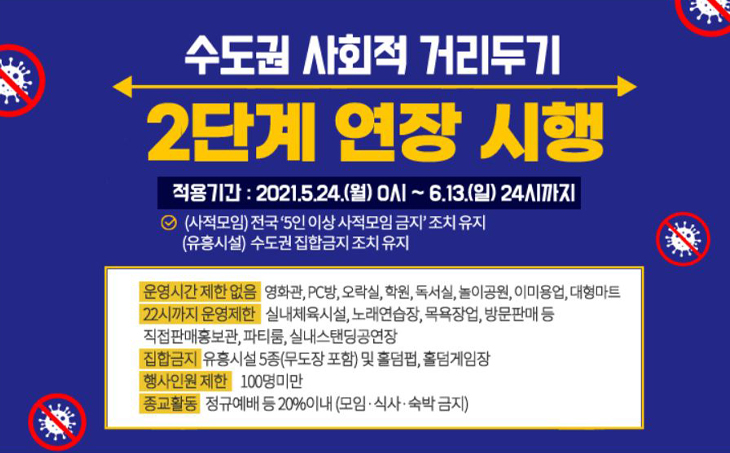 수도권 사회적 거리두기
2단계 연장 시행
적용기간 : 2021.5.24.(월) 0시 ~ 6.13.(일) 24시까지
(사적모임) 전국 '5인 이상 사적모임 금지' 조치 유지
(유흥시설) 수도권 집합금지 조치 유지
운영시간 제한 없음 영화관, PC방, 오락실, 학원, 독서실, 놀이공원, 이미용업, 대형마트
22시까지 운영제한 실내체육시설, 노래연습장, 목욕장업, 방문판매 등
직접판매홍보관, 파티룸, 실내스탠딩공연장
집합금지 유흥시설 5종(무도장 포함) 및 홀덤펍, 홀덤게임장
행사인원 제한 100명미만
종교활동 정규예배 등 20%이내 (모임·식사·숙박 금지)